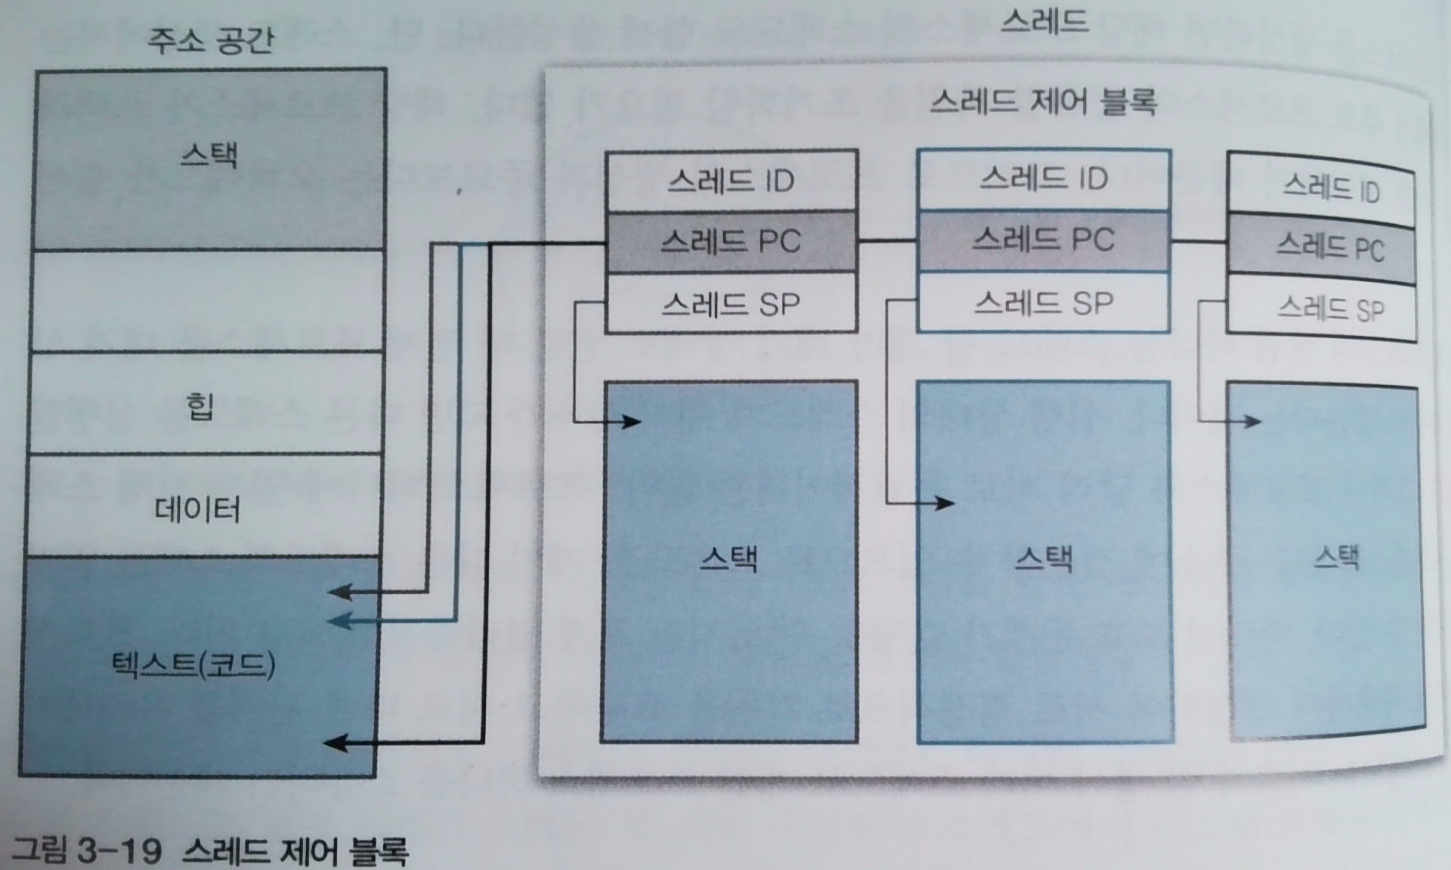 주소 공간
스택
힙
데이터
텍스트(코드)
스레드
스레드 제어 블록
스레드 ID
스레드 PC
스레드 SP
스택
스레드 ID
스레드 PC
스레드 SP
스택
스레드 ID
스레드 PC
스레드 SP
스택
그림 3-19 스레드 제어 블록